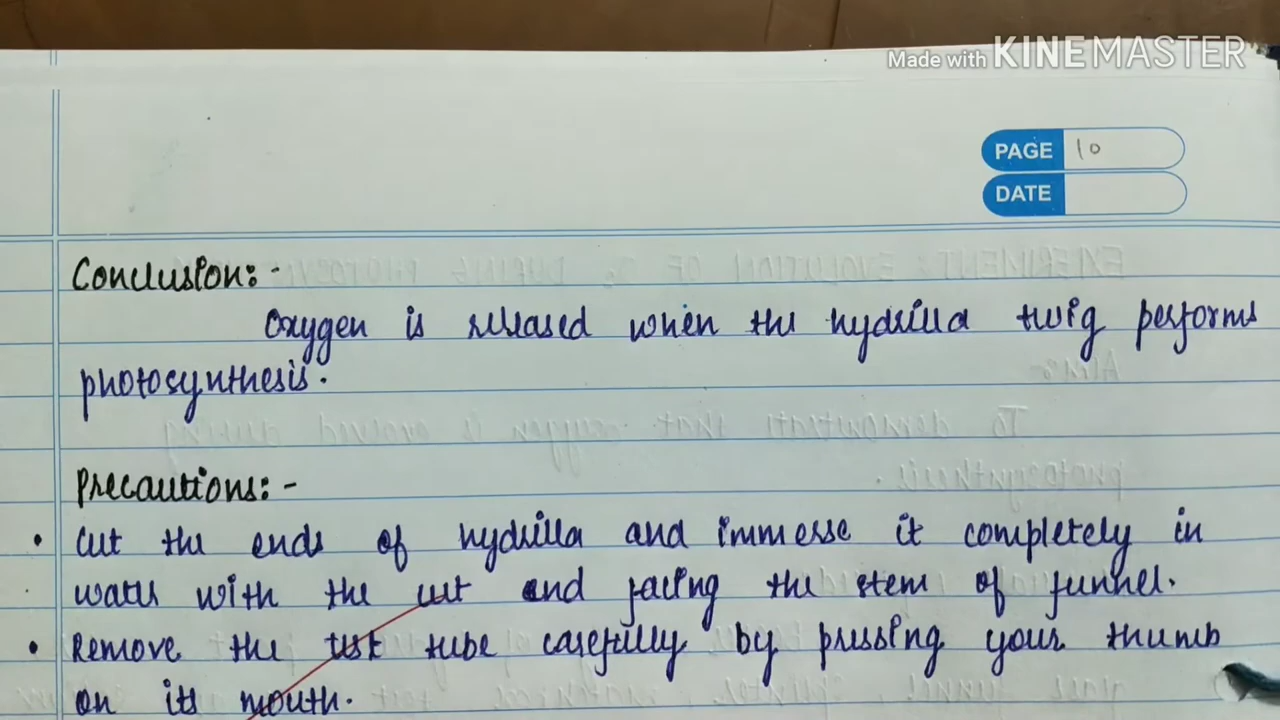 Made with KINEMASTER
PAGE 10
DATE
Conclusion:-
Oxygen is released when the hydrilla twig performs
photosynthesis.
Precautions:-
• Cut the ends of hydrilla and immerse it completely in
water with the cut end facing the stem of funnel.
• Remove the test tube carefully by pressing your thumb
on its mouth.